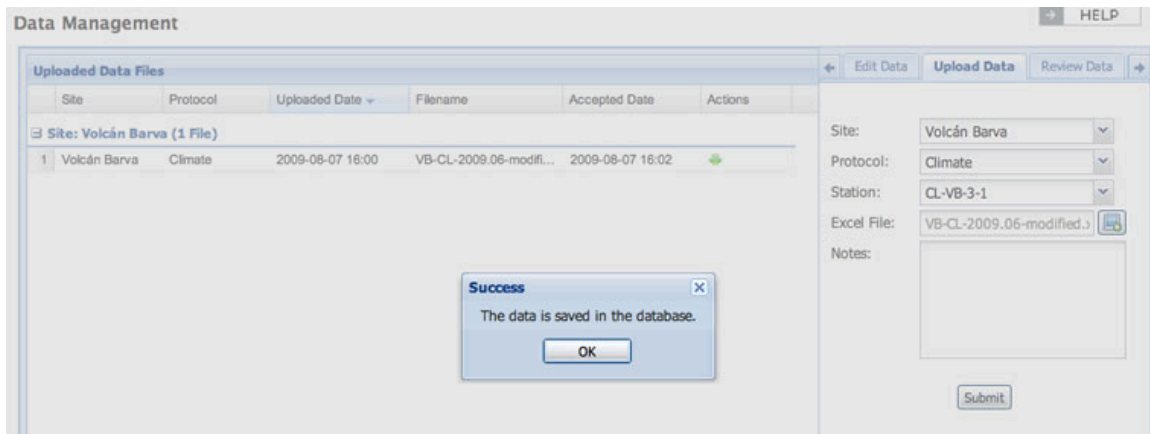 HELP
Data Management
Uploaded Data Files
Site Protocol Uploaded Date Filename Accepted Date Actions
Site: Volcán Barva (1 File)
1 Volcán Barva Climate 2009-08-07 16:00 VB-CL-2009.06-modifi... 2009-08-07 16:02
Edit Data Upload Data Review Data
Site: Volcán Barva
Protocol: Climate
Station: CL-VB-3-1
Excel File: VB-CL-2009.06-modified.
Notes:
Submit
Success
The data is saved in the database.
OK